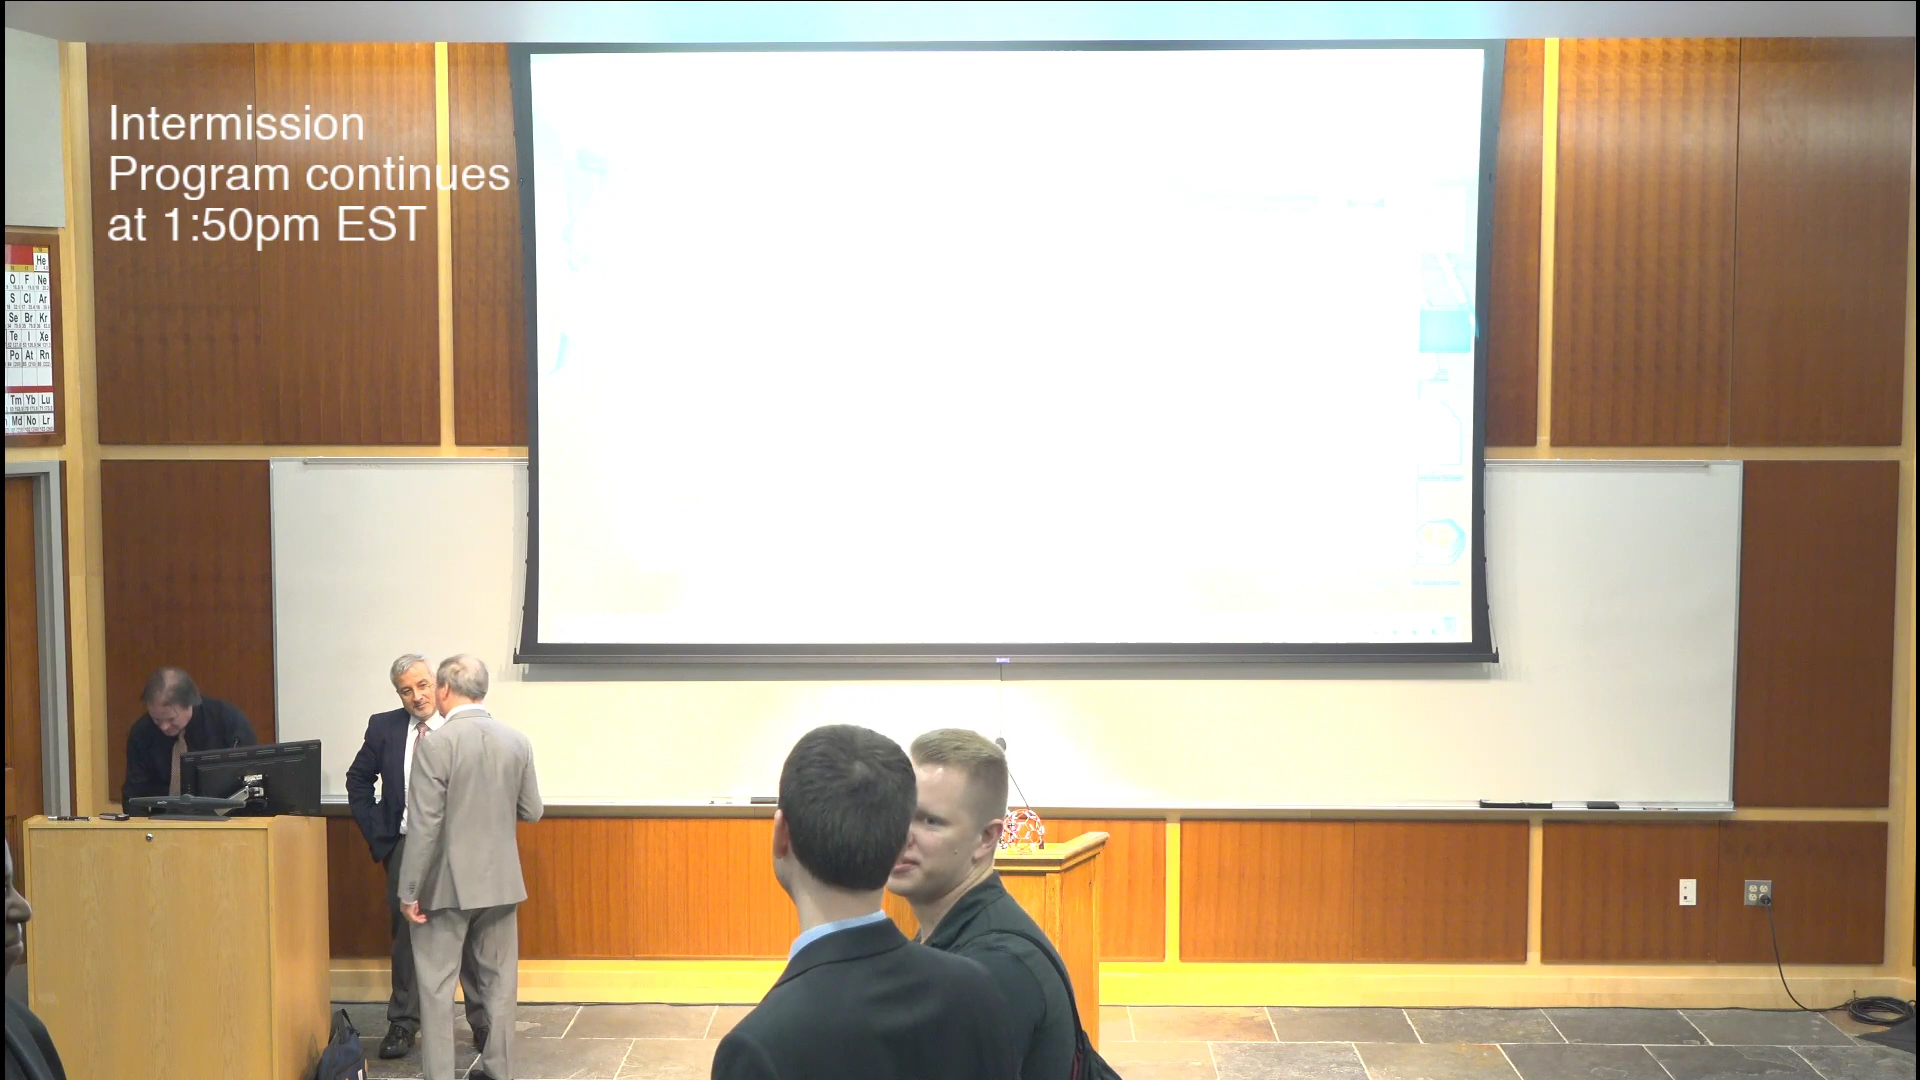 Intermission
Program continues
at 1:50pm EST
He
O F Ne
S Cl Ar
Se Br Kr
Te I Xe
Po At Rn
Tm Yb Lu
Md No Lr